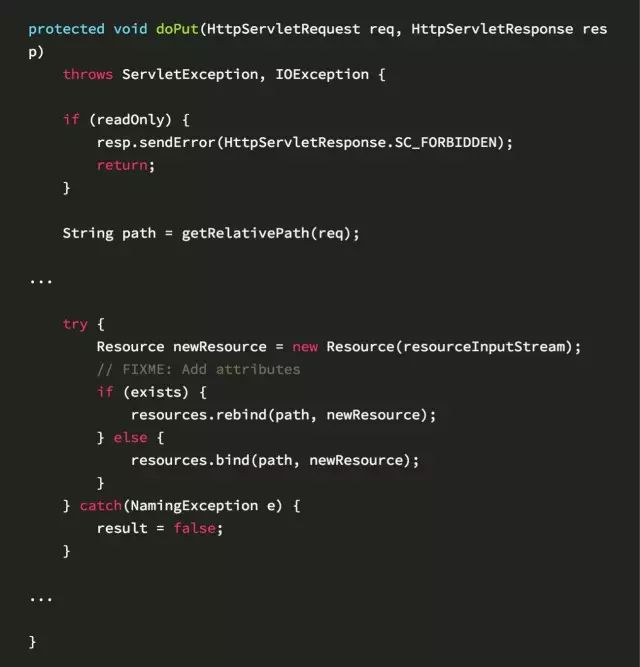 protected void doPut(HttpServletRequest req, HttpServletResponse res
p)
    throws ServletException, IOException {

    if (readOnly) {
        resp.sendError(HttpServletResponse.SC_FORBIDDEN);
        return;
    }

    String path = getRelativePath(req);

...

    try {
        Resource newResource = new Resource(resourceInputStream);
        // FIXME: Add attributes
        if (exists) {
            resources.rebind(path, newResource);
        } else {
            resources.bind(path, newResource);
        }
    } catch(NamingException e) {
        result = false;
    }

...

}